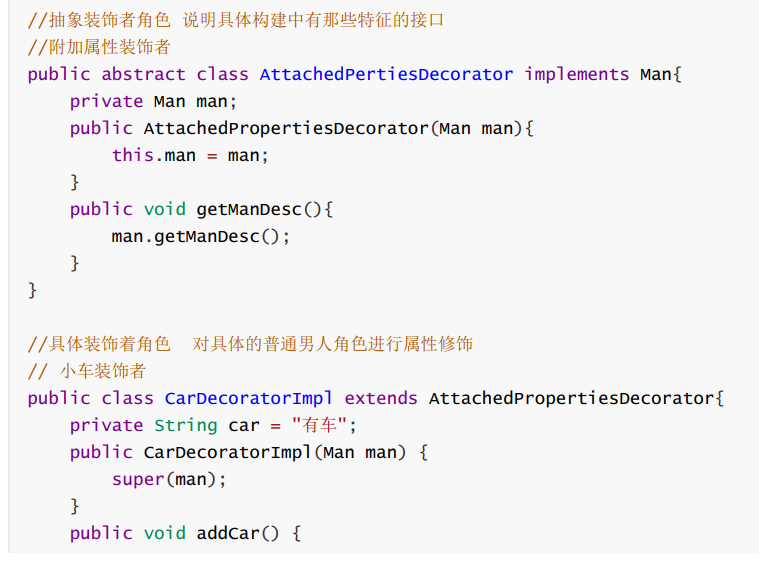 //抽象装饰者角色 说明具体构建中有那些特征的接口
//附加属性装饰者
public abstract class AttachedPertiesDecorator implements Man{
    private Man man;
    public AttachedPropertiesDecorator(Man man){
        this.man = man;
    }
    public void getManDesc(){
        man.getManDesc();
    }
}

//具体装饰着角色  对具体的普通男人角色进行属性修饰
// 小车装饰者
public class CarDecoratorImpl extends AttachedPropertiesDecorator{
    private String car = "有车";
    public CarDecoratorImpl(Man man) {
        super(man);
    }
    public void addCar() {